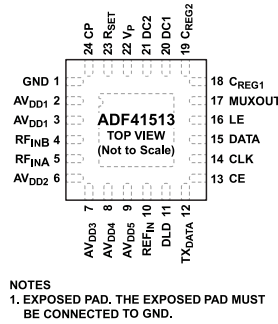 24 CP
23 RSET
22 VP
21 DC2
20 DC1
19 CREG2
GND 1
AVDD1 2
AVDD1 3
RFINB 4
RFINA 5
AVDD2 6
ADF41513
TOP VIEW
(Not to Scale)
18 CREG1
17 MUXOUT
16 LE
15 DATA
14 CLK
13 CE
AVDD3 7
AVDD4 8
AVDD5 9
REFIN 10
DLD 11
TXDATA 12
NOTES
1. EXPOSED PAD. THE EXPOSED PAD MUST
BE CONNECTED TO GND.